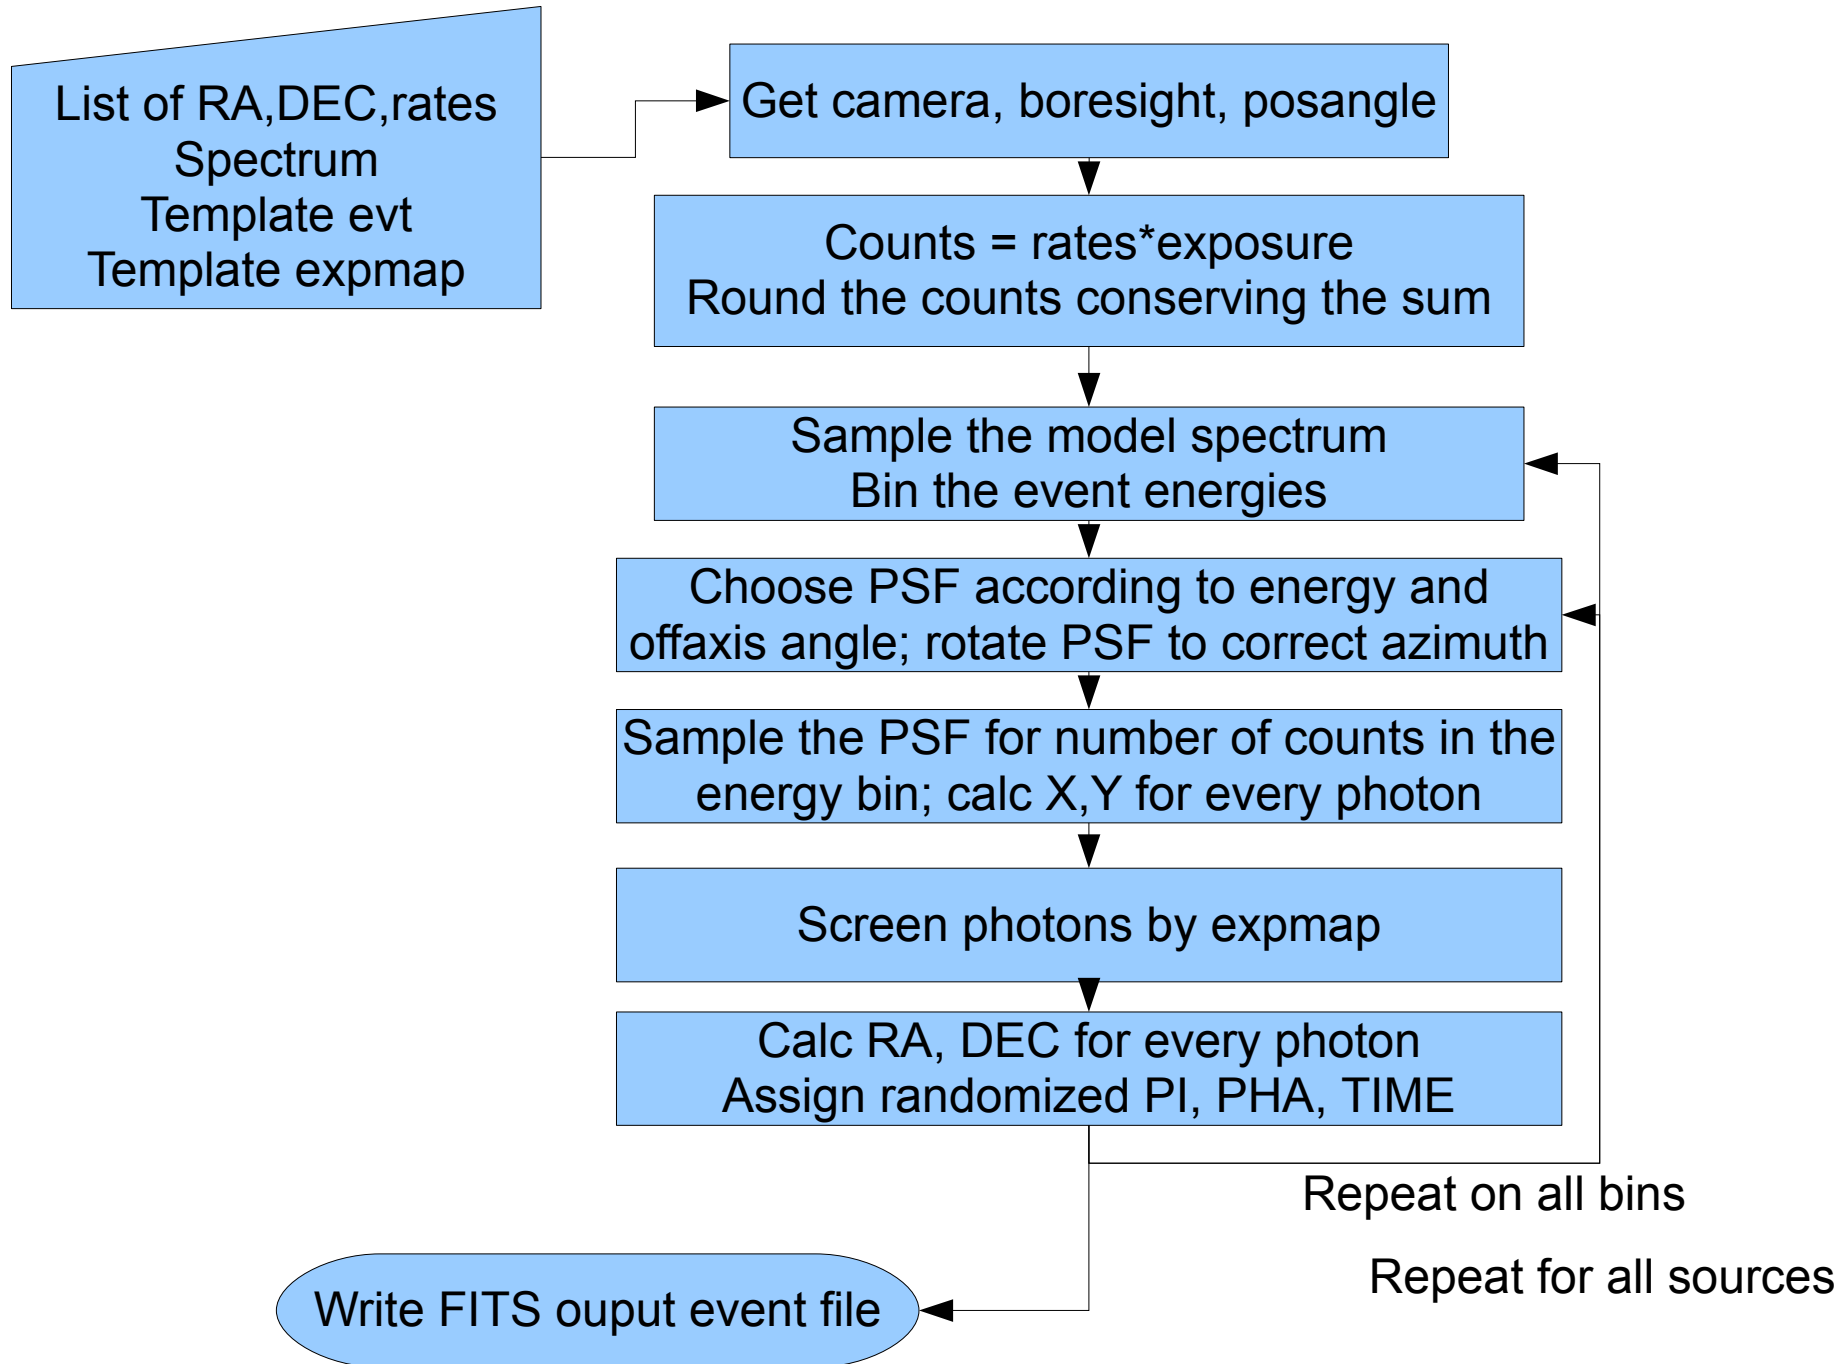 List of RA,DEC,rates
Spectrum
Template evt
Template expmap
Get camera, boresight, posangle
Counts = rates*exposure
Round the counts conserving the sum
Sample the model spectrum
Bin the event energies
Choose PSF according to energy and
offaxis angle; rotate PSF to correct azimuth
Sample the PSF for number of counts in the
energy bin; calc X,Y for every photon
Screen photons by expmap
Calc RA, DEC for every photon
Assign randomized PI, PHA, TIME
Repeat on all bins
Repeat for all sources
Write FITS ouput event file